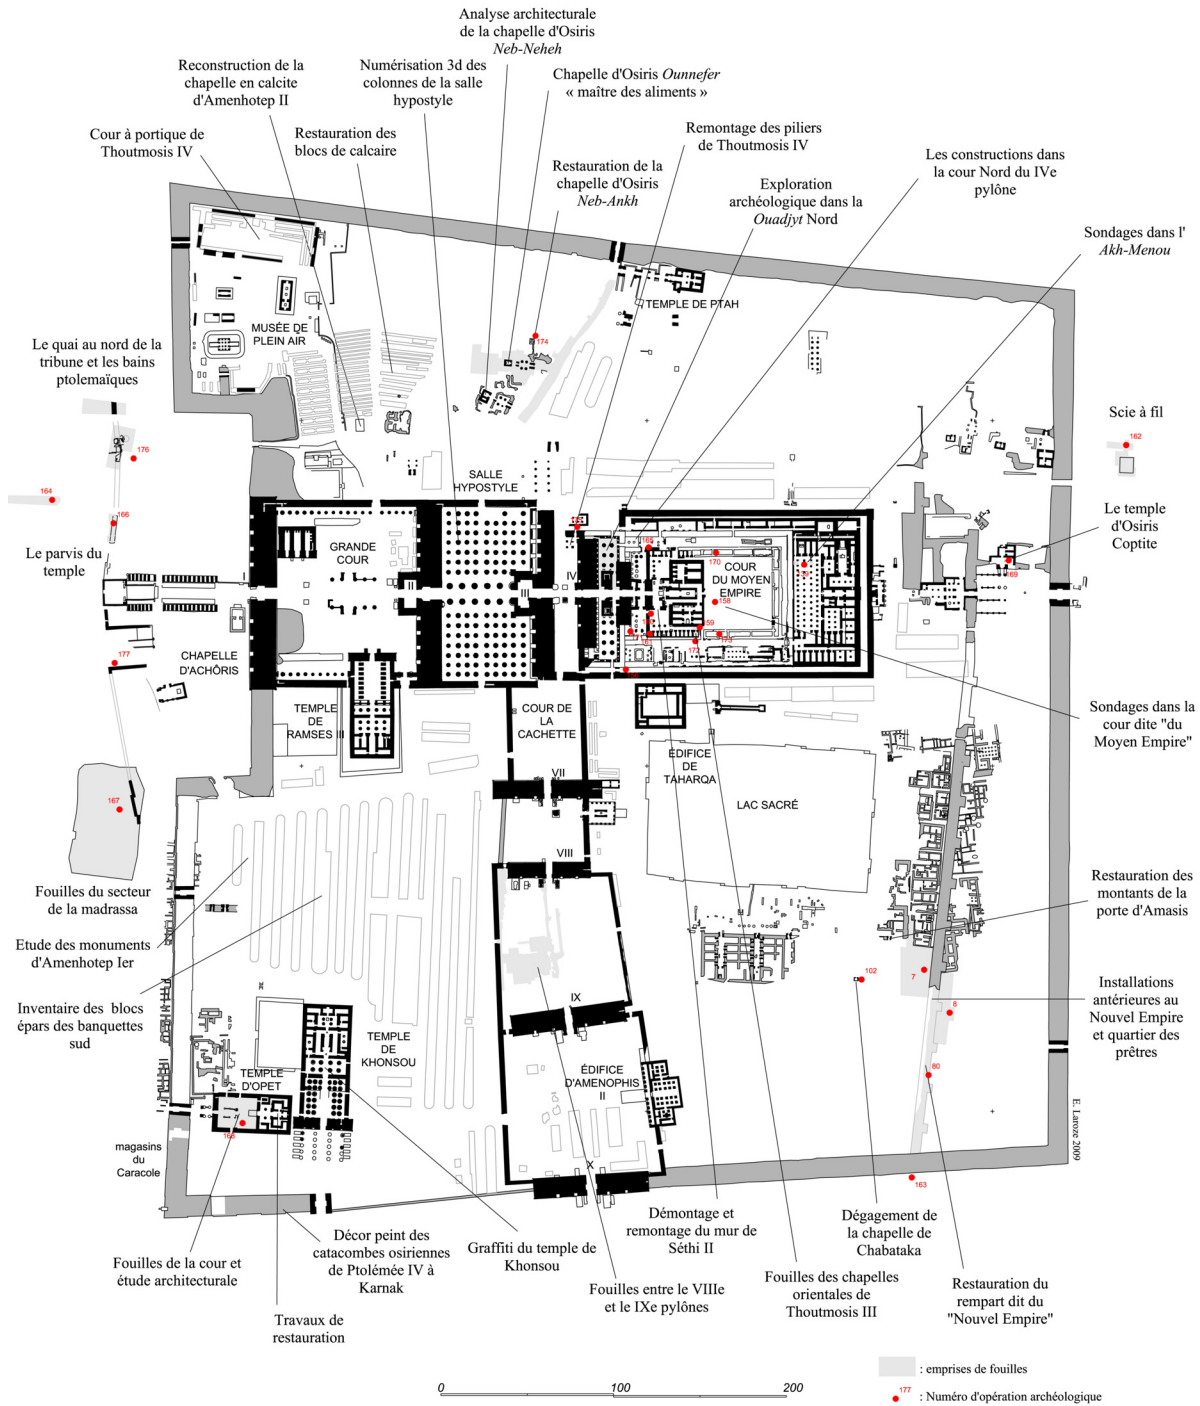 Analyse architecturale
de la chapelle d'Osiris
Neb-Neheh
Reconstruction de la
chapelle en calcite
d'Amenhotep II
Numérisation 3d des
colonnes de la salle
hypostyle
Chapelle d'Osiris Ounnefer
« maître des aliments »
Cour à portique de
Thoutmosis IV
Restauration des
blocs de calcaire
Restauration de la
chapelle d'Osiris
Neb-Ankh
Remontage des piliers
de Thoutmosis IV
Exploration
archéologique dans la
Ouadjyt Nord
Les constructions dans
la cour Nord du IVe
pylône
Sondages dans l'
Akh-Menou
TEMPLE DE PTAH
MUSÉE DE
PLEIN AIR
174
Le quai au nord de la
tribune et les bains
ptolemaïques
Scie à fil
162
176
164
166
SALLE
HYPOSTYLE
Le temple
d'Osiris
Coptite
169
Le parvis du
temple
GRANDE
COUR
II
III
IV
COUR
DU MOYEN
EMPIRE
170
158
159
173
177
CHAPELLE
D'ACHÔRIS
TEMPLE
DE
RAMSES III
COUR DE
LA
CACHETTE
EDIFICE
DE
TAHARQA
Sondages dans la
cour dite "du
Moyen Empire"
VII
LAC SACRÉ
167
VIII
Fouilles du secteur
de la madrassa
Restauration des
montants de la
porte d'Amasis
Etude des monuments
d'Amenhotep Ier
102
7
8
Inventaire des blocs
épars des banquettes
sud
IX
Installations
antérieures au
Nouvel Empire
et quartier des
prêtres
TEMPLE
DE
KHONSOU
TEMPLE
D'OPET
ÉDIFICE
D'AMENOPHIS
II
80
magasins
du
Caracole
X
163
E. Laroze 2009
Fouilles de la cour et
étude architecturale
Décor peint des
catacombes osiriennes
de Ptolémée IV à
Karnak
Graffiti du temple de
Khonsou
Démontage et
remontage du mur de
Séthi II
Dégagement de
la chapelle de
Chabataka
Travaux de
restauration
Fouilles entre le VIIIe
et le IXe pylônes
Fouilles des chapelles
orientales de
Thoutmosis III
Restauration du
rempart dit du
"Nouvel Empire"
0 100 200
: emprises de fouilles
177
: Numéro d'opération archéologique